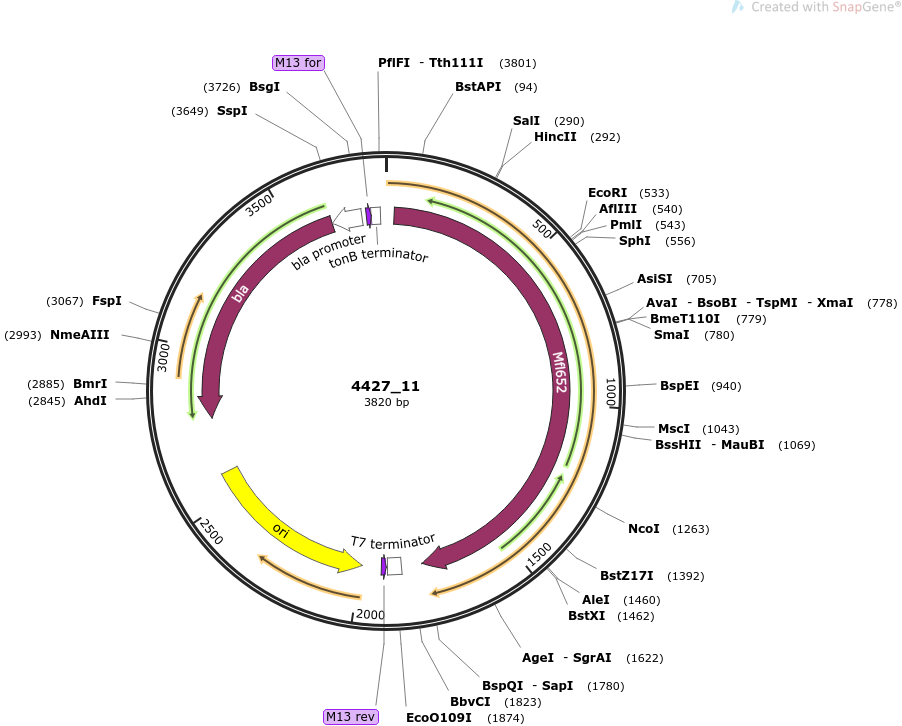 Created with SnapGene®
M13 for
PflFI - Tth111I (3801)
(3726) BsgI
BstAPI (94)
(3649) SspI
SalI (290)
HincII (292)
EcoRI (533)
AflIII (540)
PmlI (543)
SphI (556)
AsiSI (705)
AvaI - BsoBI - TspMI - XmaI (778)
BmeT110I (779)
SmaI (780)
BspEI (940)
MscI (1043)
BssHII - MauBI (1069)
NcoI (1263)
BstZ17I (1392)
AleI (1460)
BstXI (1462)
AgeI - SgrAI (1622)
BspQI - SapI (1780)
BbvCI (1823)
EcoO109I (1874)
M13 rev
(3067) FspI
(2993) NmeAIII
(2885) BmrI
(2845) AhdI
3500
500
3000
1000
2500
1500
2000
bla promoter
tonB terminator
bla
Mfl652
4427_11
3820 bp
T7 terminator
ori